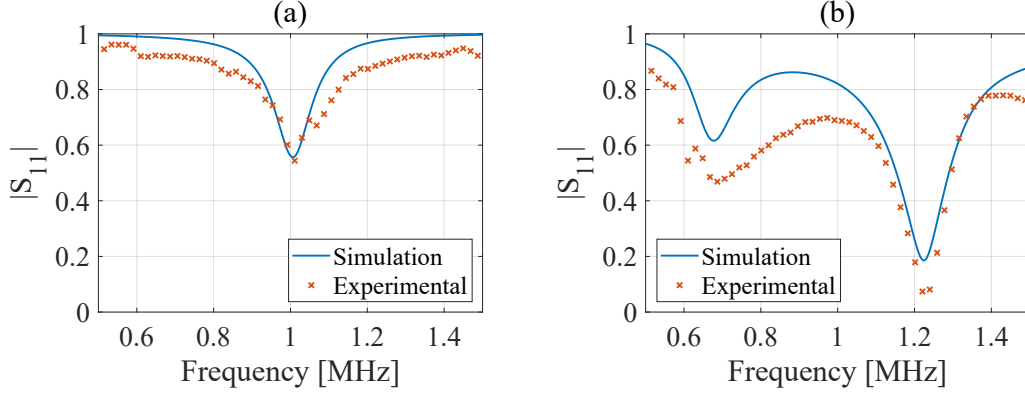 (a)
1
0.8
0.6
0.4
0.2
0
|S11|
0.6 0.8 1 1.2 1.4
Frequency [MHz]
Simulation
Experimental
(b)
1
0.8
0.6
0.4
0.2
0
|S11|
0.6 0.8 1 1.2 1.4
Frequency [MHz]
Simulation
Experimental